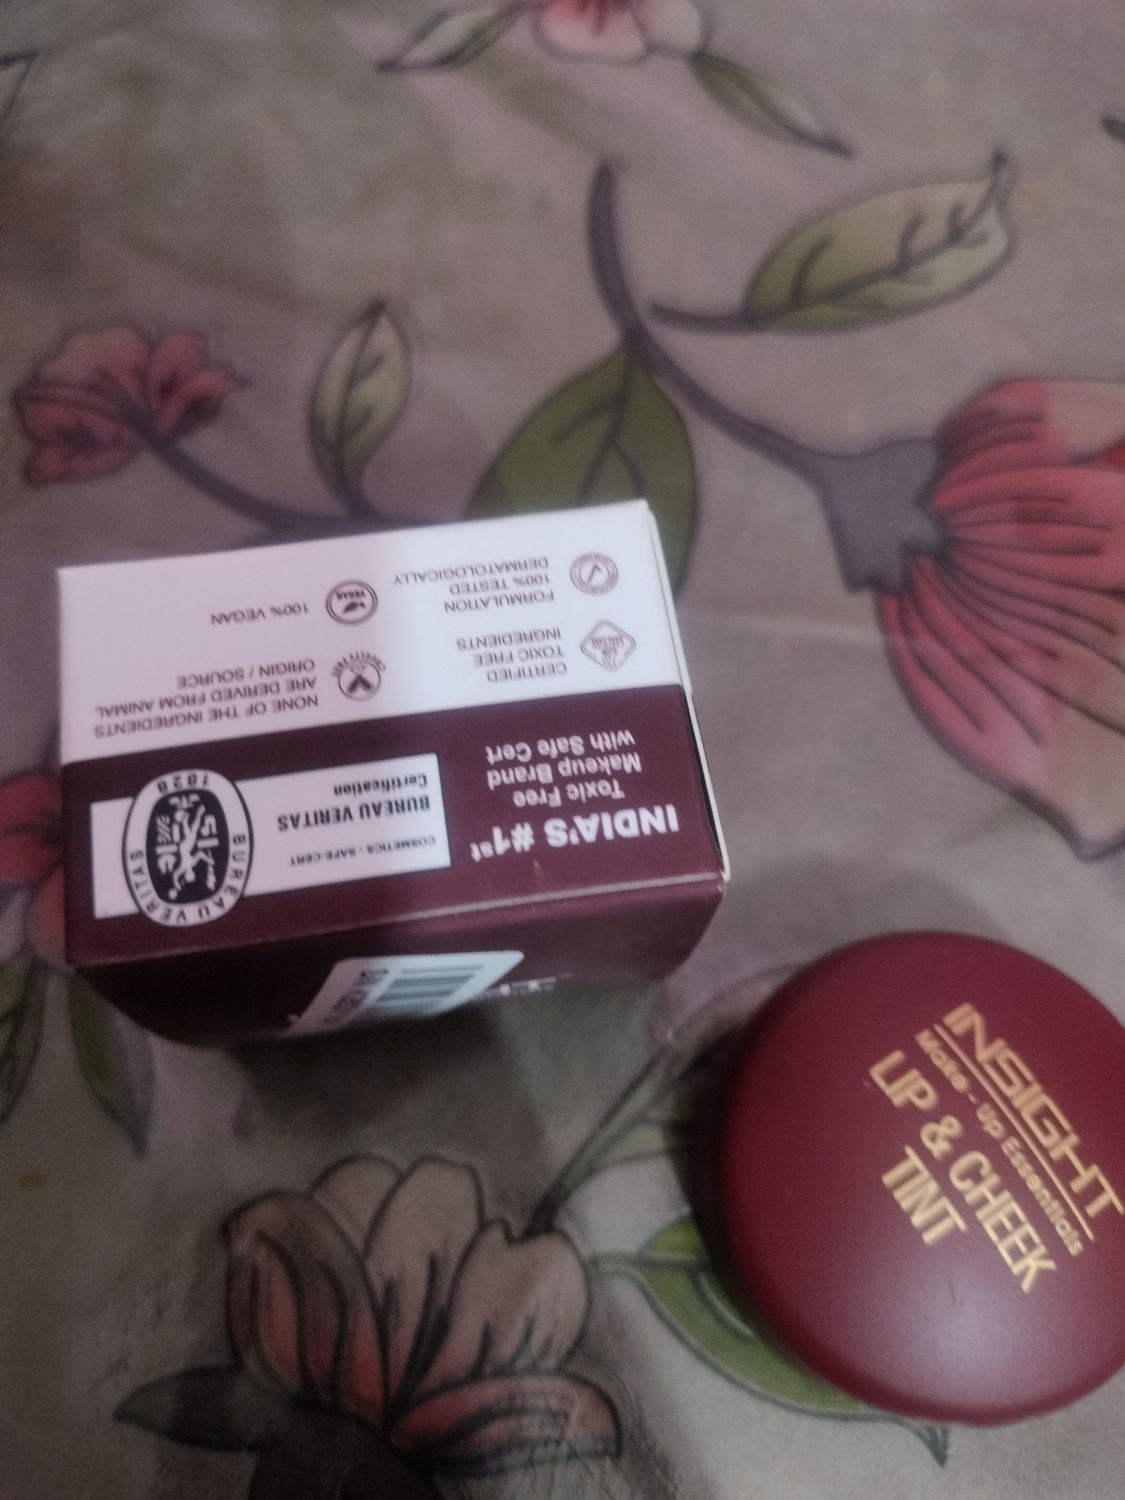 INDIA'S #1st
Toxic Free
Makeup Brand
with Safe Cert
COSMETICS - SAFE-CERT
BUREAU VERITAS
Certification
BUREAU VERITAS
1828
CERTIFIED
TOXIC FREE
INGREDIENTS
FORMULATION
100% TESTED
DERMATOLOGICALLY
NONE OF THE INGREDIENTS
ARE DERIVED FROM ANIMAL
ORIGIN / SOURCE
100% VEGAN
VEGAN
INSIGHT
Make-up Essentials
LIP & CHEEK
TINT